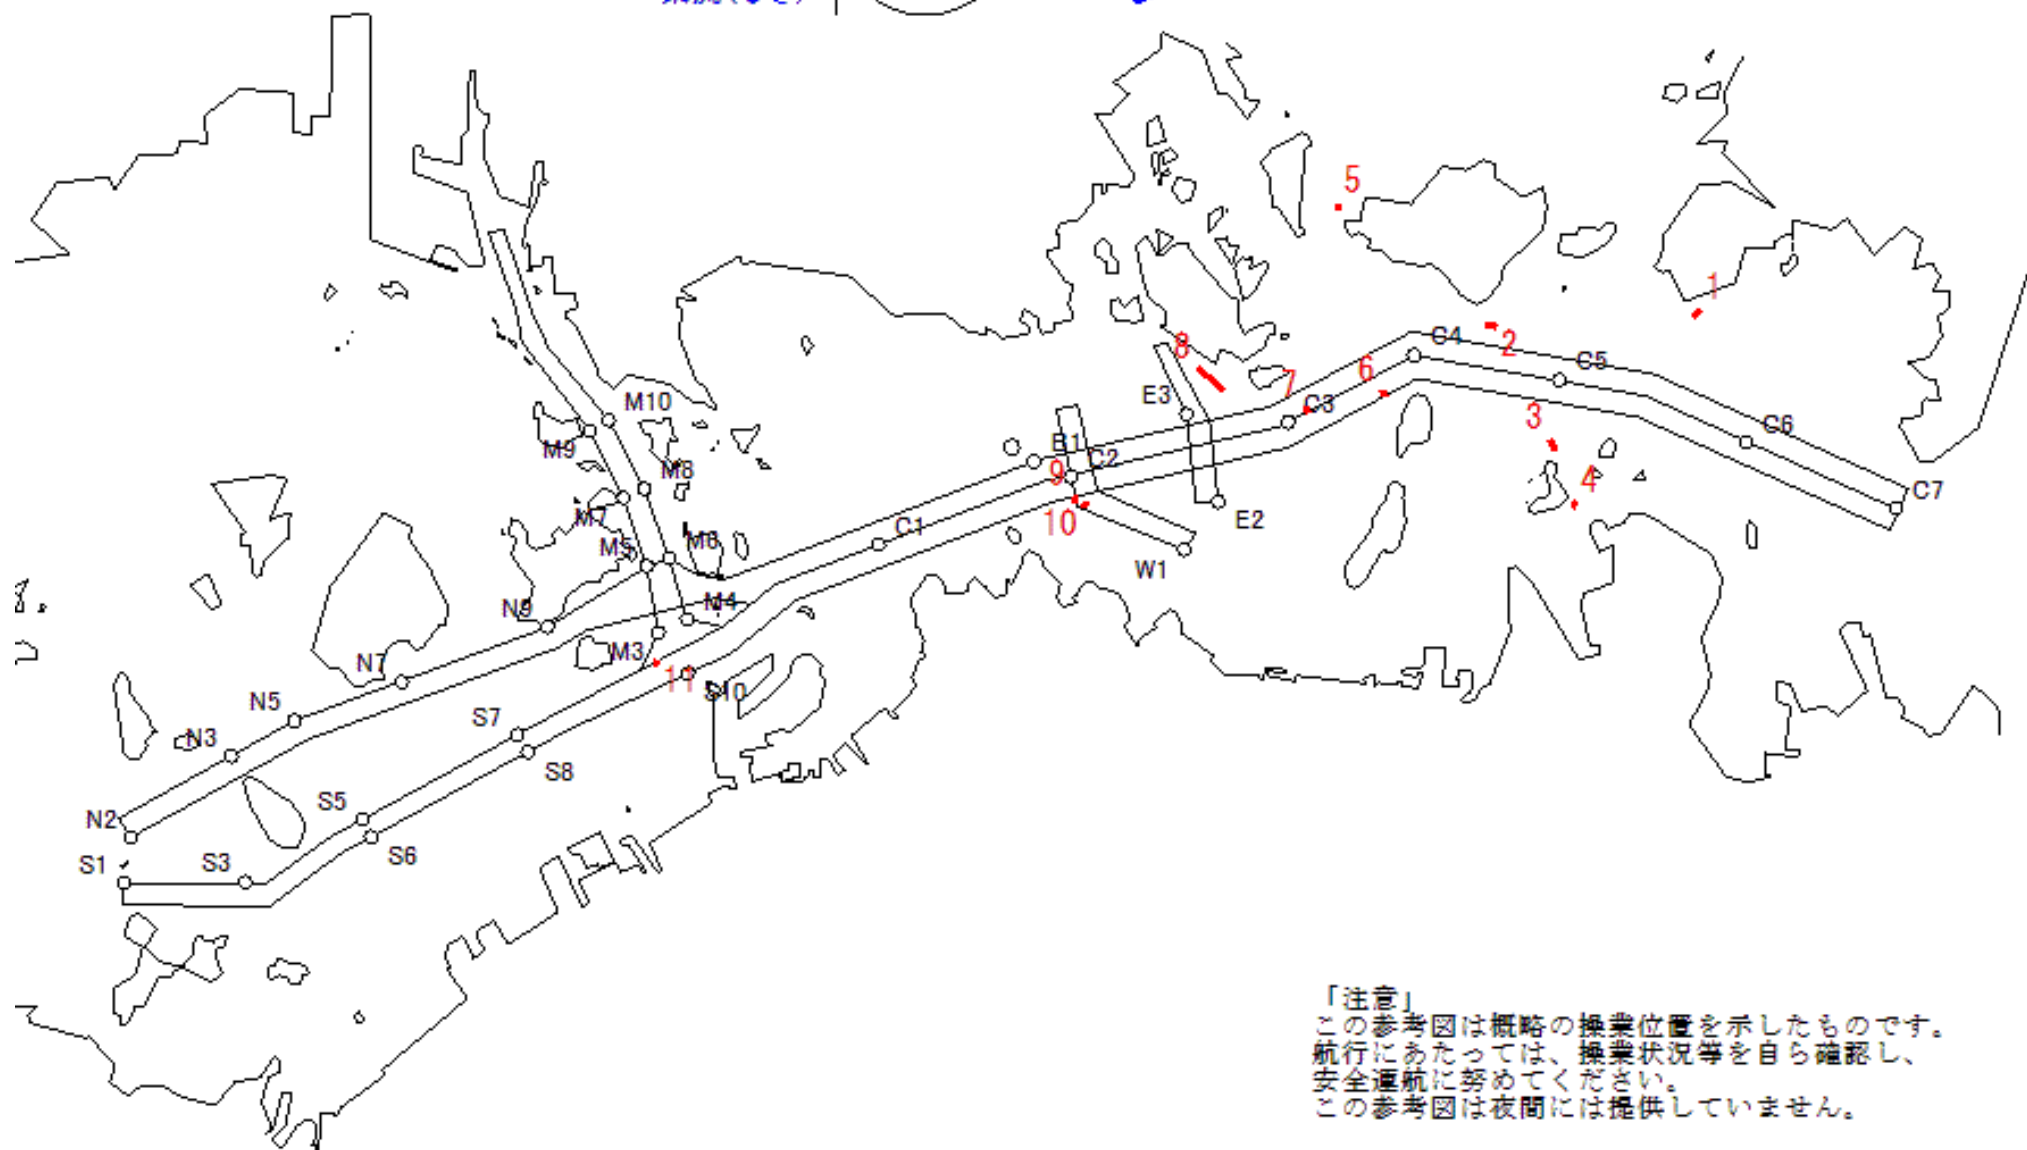 5
1
C4
2
C5
8
6
7
E3
C3
M10
3
C6
B1
M9
C2
M8
9
4
C7
10
E2
M7
C1
M5
M6
W1
N9
M4
M3
N7
11
S10
N5
S7
N3
S8
S5
N2
S6
S1
S3
「注意」
この参考図は概略の操業位置を示したものです。
航行にあたっては、操業状況等を自ら確認し、
安全運航に努めてください。
この参考図は夜間には提供していません。